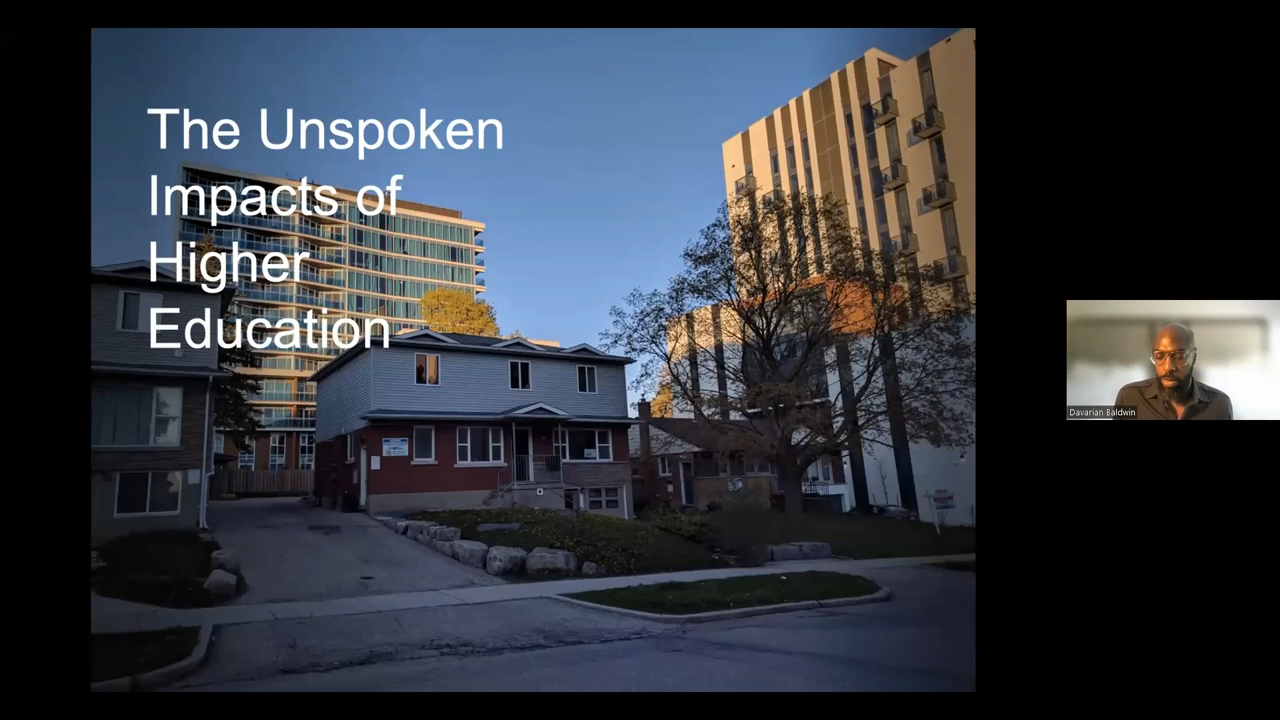 The Unspoken
Impacts of
Higher
Education
Davarian Baldwin